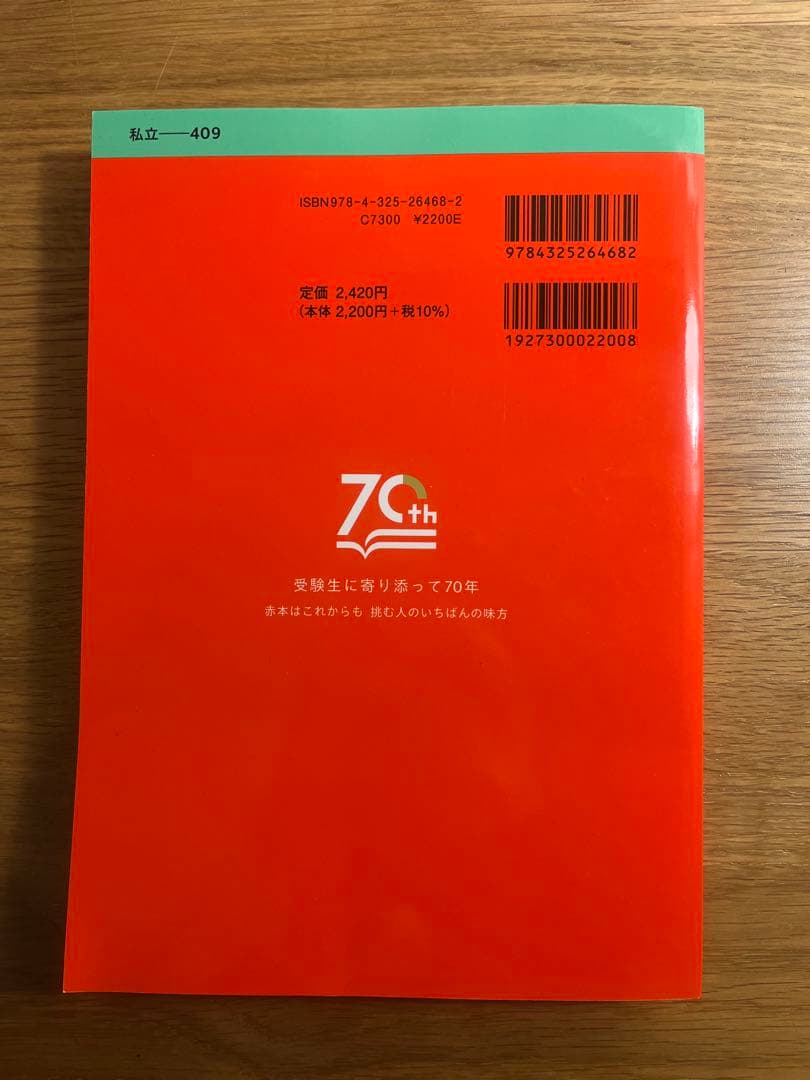 私立――409
ISBN978-4-325-26468-2
C7300 ¥2200E
9784325264682
定価 2,420円
(本体 2,200円+税10%)
1927300022008
70th
受験生に寄り添って70年
赤本はこれからも 挑む人のいちばんの味方